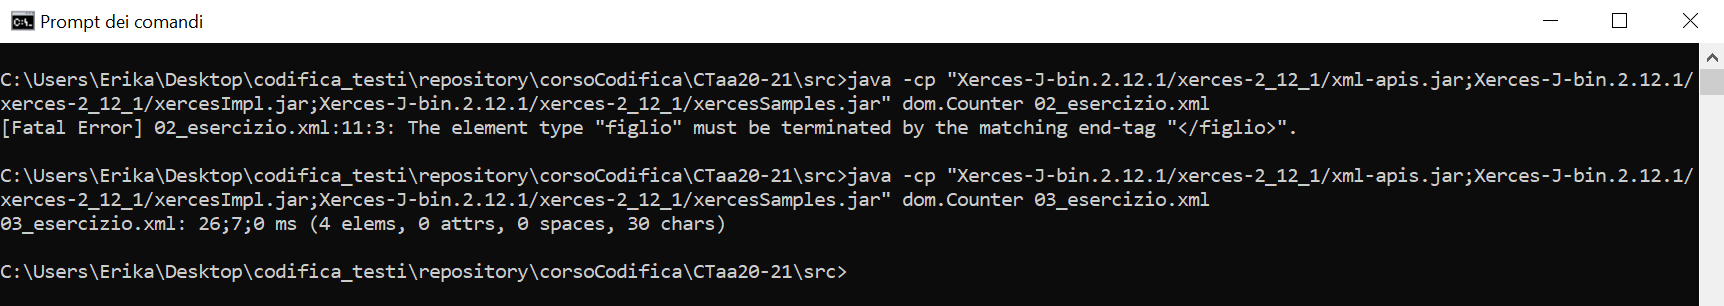 Prompt dei comandi
C:\Users\Erika\Desktop\codifica_testi\repository\corsoCodifica\CTaa20-21\src>java -cp "Xerces-J-bin.2.12.1/xerces-2_12_1/xml-apis.jar;Xerces-J-bin.2.12.1/
xerces-2_12_1/xercesImpl.jar;Xerces-J-bin.2.12.1/xerces-2_12_1/xercesSamples.jar" dom.Counter 02_esercizio.xml
[Fatal Error] 02_esercizio.xml:11:3: The element type "figlio" must be terminated by the matching end-tag "</figlio>".
C:\Users\Erika\Desktop\codifica_testi\repository\corsoCodifica\CTaa20-21\src>java -cp "Xerces-J-bin.2.12.1/xerces-2_12_1/xml-apis.jar;Xerces-J-bin.2.12.1/
xerces-2_12_1/xercesImpl.jar;Xerces-J-bin.2.12.1/xerces-2_12_1/xercesSamples.jar" dom.Counter 03_esercizio.xml
03_esercizio.xml: 26;7;0 ms (4 elems, 0 attrs, 0 spaces, 30 chars)
C:\Users\Erika\Desktop\codifica_testi\repository\corsoCodifica\CTaa20-21\src>